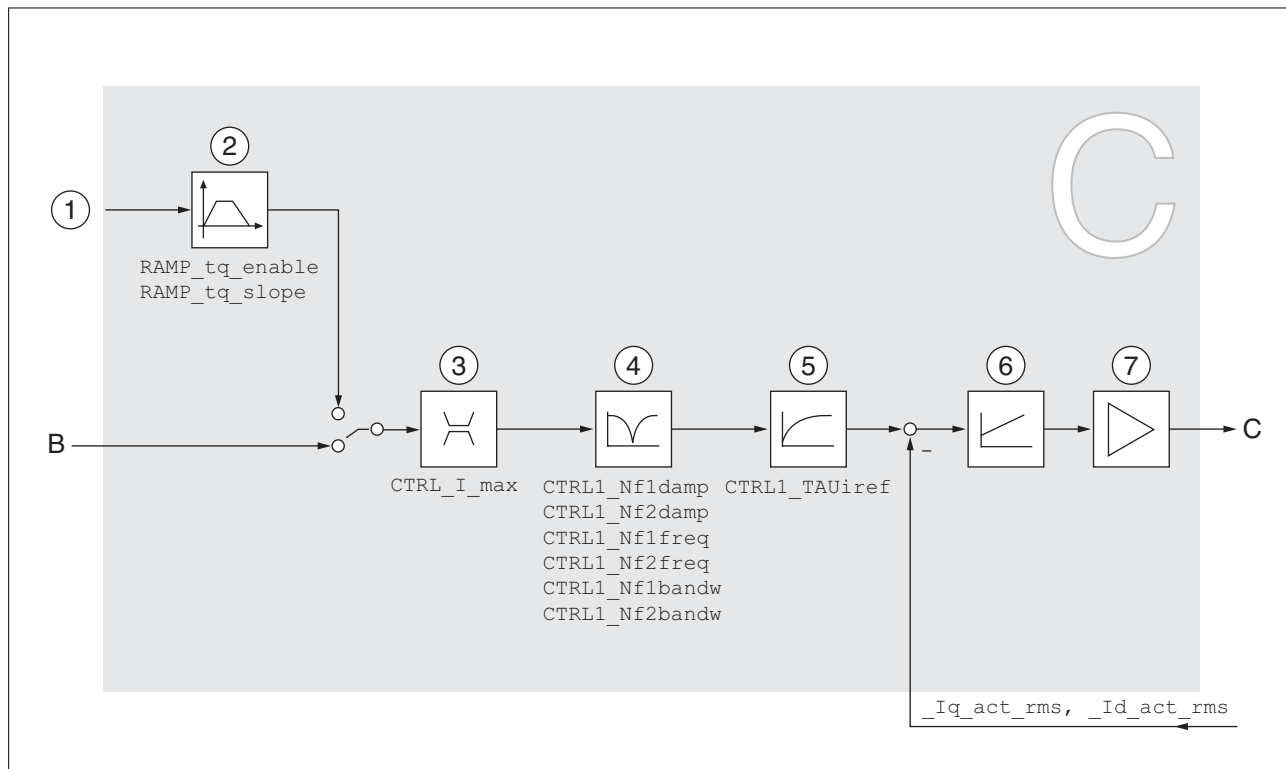 C
2
1
RAMP_tq_enable
RAMP_tq_slope
3
4
5
6
7
B
C
–
CTRL_I_max
CTRL1_Nf1damp
CTRL1_Nf2damp
CTRL1_Nf1freq
CTRL1_Nf2freq
CTRL1_Nf1bandw
CTRL1_Nf2bandw
CTRL1_TAUiref
_Iq_act_rms, _Id_act_rms